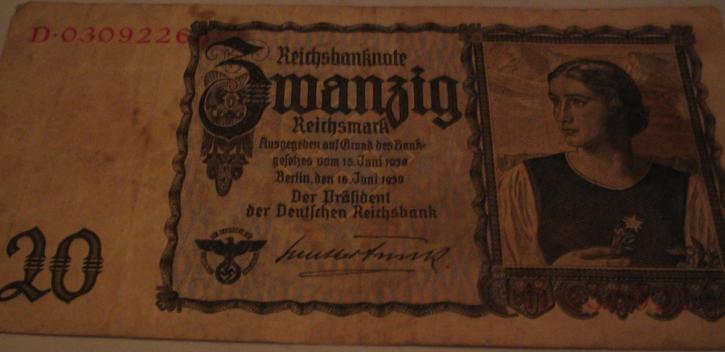 D·0309226
Reichsbanknote
Zwanzig
Reichsmark
Ausgegeben auf Grund des Bank-
gesetzes vom 15. Juni 1939
Berlin, den 16. Juni 1939
Der Präsident
der Deutschen Reichsbank
20